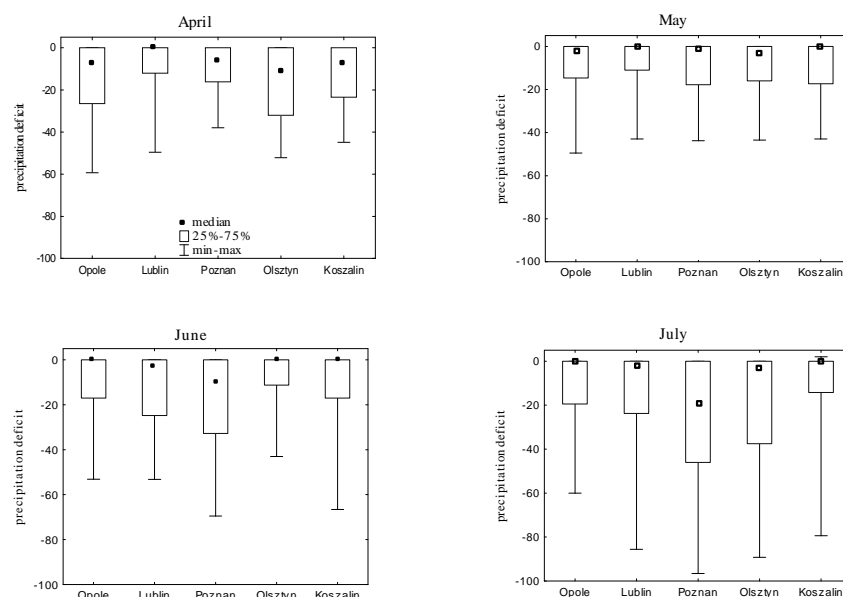 April
0
-20
-40
-60
-80
-100
precipitation deficit
median
25%-75%
min-max
Opole Lublin Poznan Olsztyn Koszalin
May
0
-20
-40
-60
-80
-100
precipitation deficit
Opole Lublin Poznan Olsztyn Koszalin
June
0
-20
-40
-60
-80
-100
precipitation deficit
Opole Lublin Poznan Olsztyn Koszalin
July
0
-20
-40
-60
-80
-100
precipitation deficit
Opole Lublin Poznan Olsztyn Koszalin